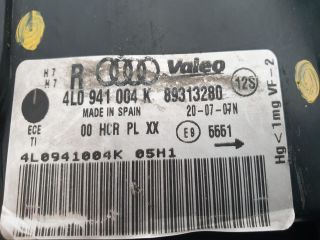 H7
H7
R Valeo
4L0 941 004 K 89313280
12S
MADE IN SPAIN 20-07-07N
ECE
TI
00 HCR PL XX
E9 6661
4L0941004K 05H1
Hg < 1mg VF-2